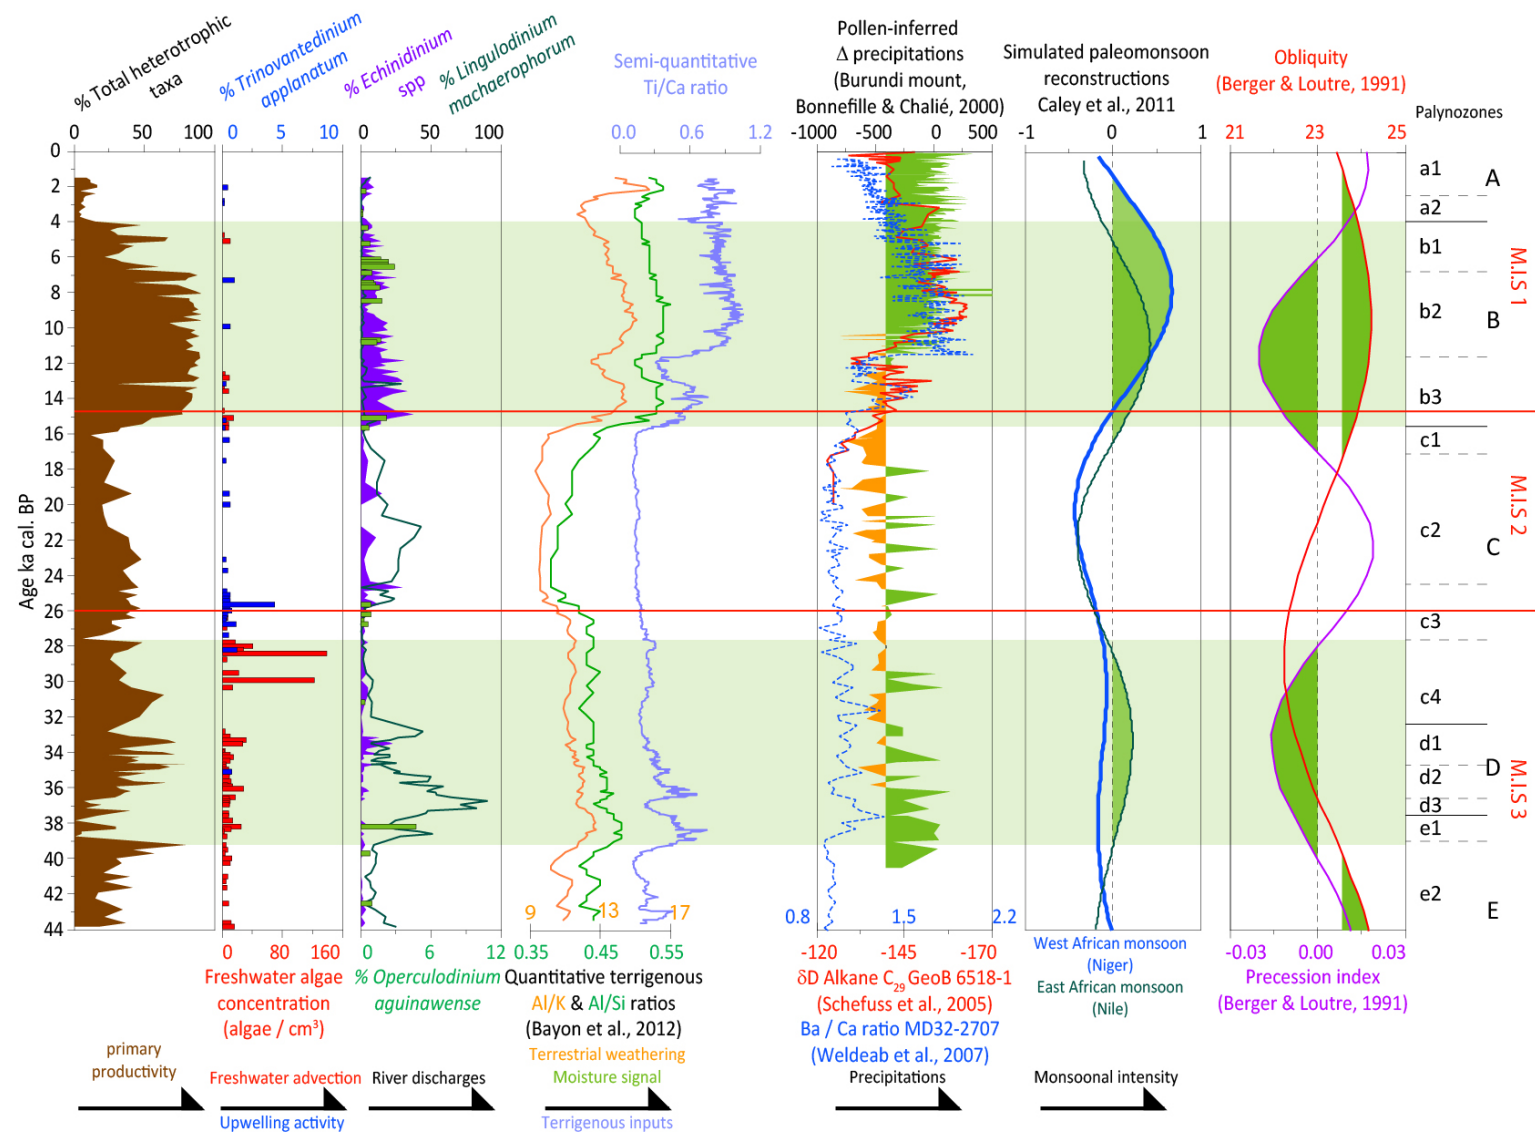 % Total heterotrophic
taxa
% Trinovantedinium
applanatum
% Echinidinium
spp
% Lingulodinium
machaerophorum
Semi-quantitative
Ti/Ca ratio
Pollen-inferred
Δ precipitations
(Burundi mount,
Bonnefille & Chalié, 2000)
Simulated paleomonsoon
reconstructions
Caley et al., 2011
Obliquity
(Berger & Loutre, 1991)
Palynozones
0 50 100
0 5 10
0 50 100
0.0 0.6 1.2
-1000 -500 0 500
-1 0 1
21 23 25
Age ka cal. BP
0
2
4
6
8
10
12
14
16
18
20
22
24
26
28
30
32
34
36
38
40
42
44
a1
a2
b1
b2
b3
c1
c2
c3
c4
d1
d2
d3
e1
e2
A
B
C
D
E
M.I.S 1
M.I.S 2
M.I.S 3
9 13 17
0.8 1.5 2.2
0 80 160
0 6 12
0.35 0.45 0.55
-120 -145 -170
-0.03 0.00 0.03
Freshwater algae
concentration
(algae / cm³)
% Operculodinium
aguinawense
Quantitative terrigenous
Al/K & Al/Si ratios
(Bayon et al., 2012)
Terrestrial weathering
Moisture signal
Terrigenous inputs
δD Alkane C29 GeoB 6518-1
(Schefuss et al., 2005)
Ba / Ca ratio MD32-2707
(Weldeab et al., 2007)
Precipitations
West African monsoon
(Niger)
East African monsoon
(Nile)
Monsoonal intensity
Precession index
(Berger & Loutre, 1991)
primary
productivity
Freshwater advection
Upwelling activity
River discharges